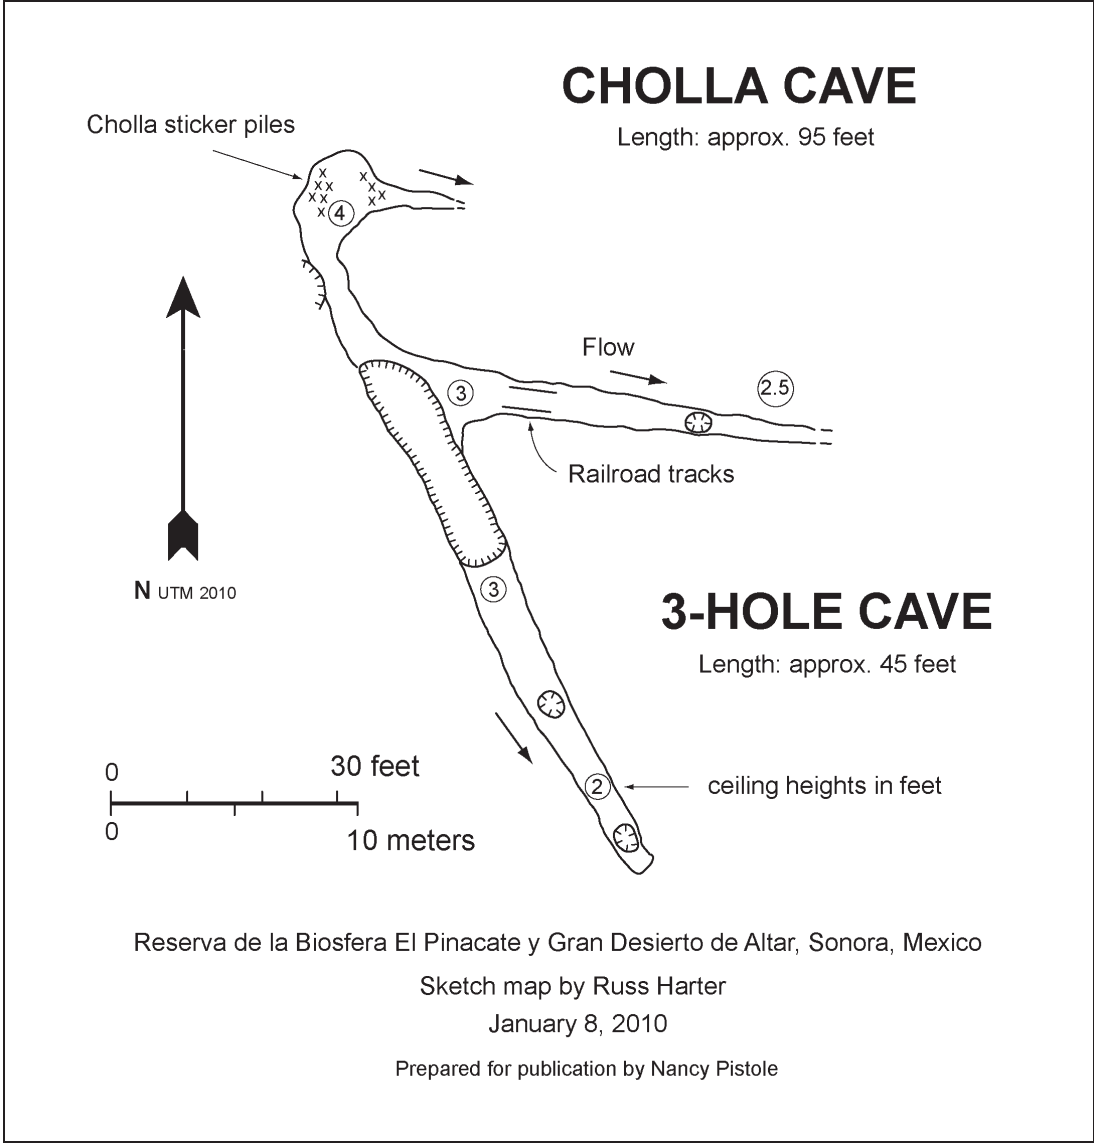 CHOLLA CAVE
Length: approx. 95 feet
Cholla sticker piles
x
x
x x
x x
x
x
x
x
x
4
Flow
3
2.5
Railroad tracks
N UTM 2010
3
3-HOLE CAVE
Length: approx. 45 feet
0
30 feet
0
10 meters
2
ceiling heights in feet
Reserva de la Biosfera El Pinacate y Gran Desierto de Altar, Sonora, Mexico
Sketch map by Russ Harter
January 8, 2010
Prepared for publication by Nancy Pistole